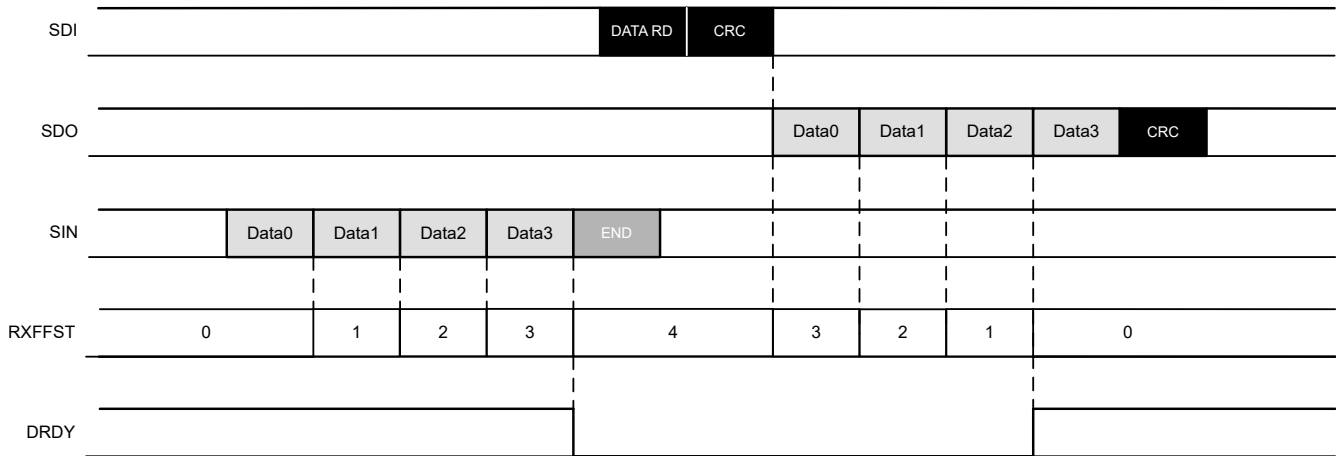 SDI DATA RD CRC
SDO Data0 Data1 Data2 Data3 CRC
SIN Data0 Data1 Data2 Data3 END
RXFFST 0 1 2 3 4 3 2 1 0
DRDY